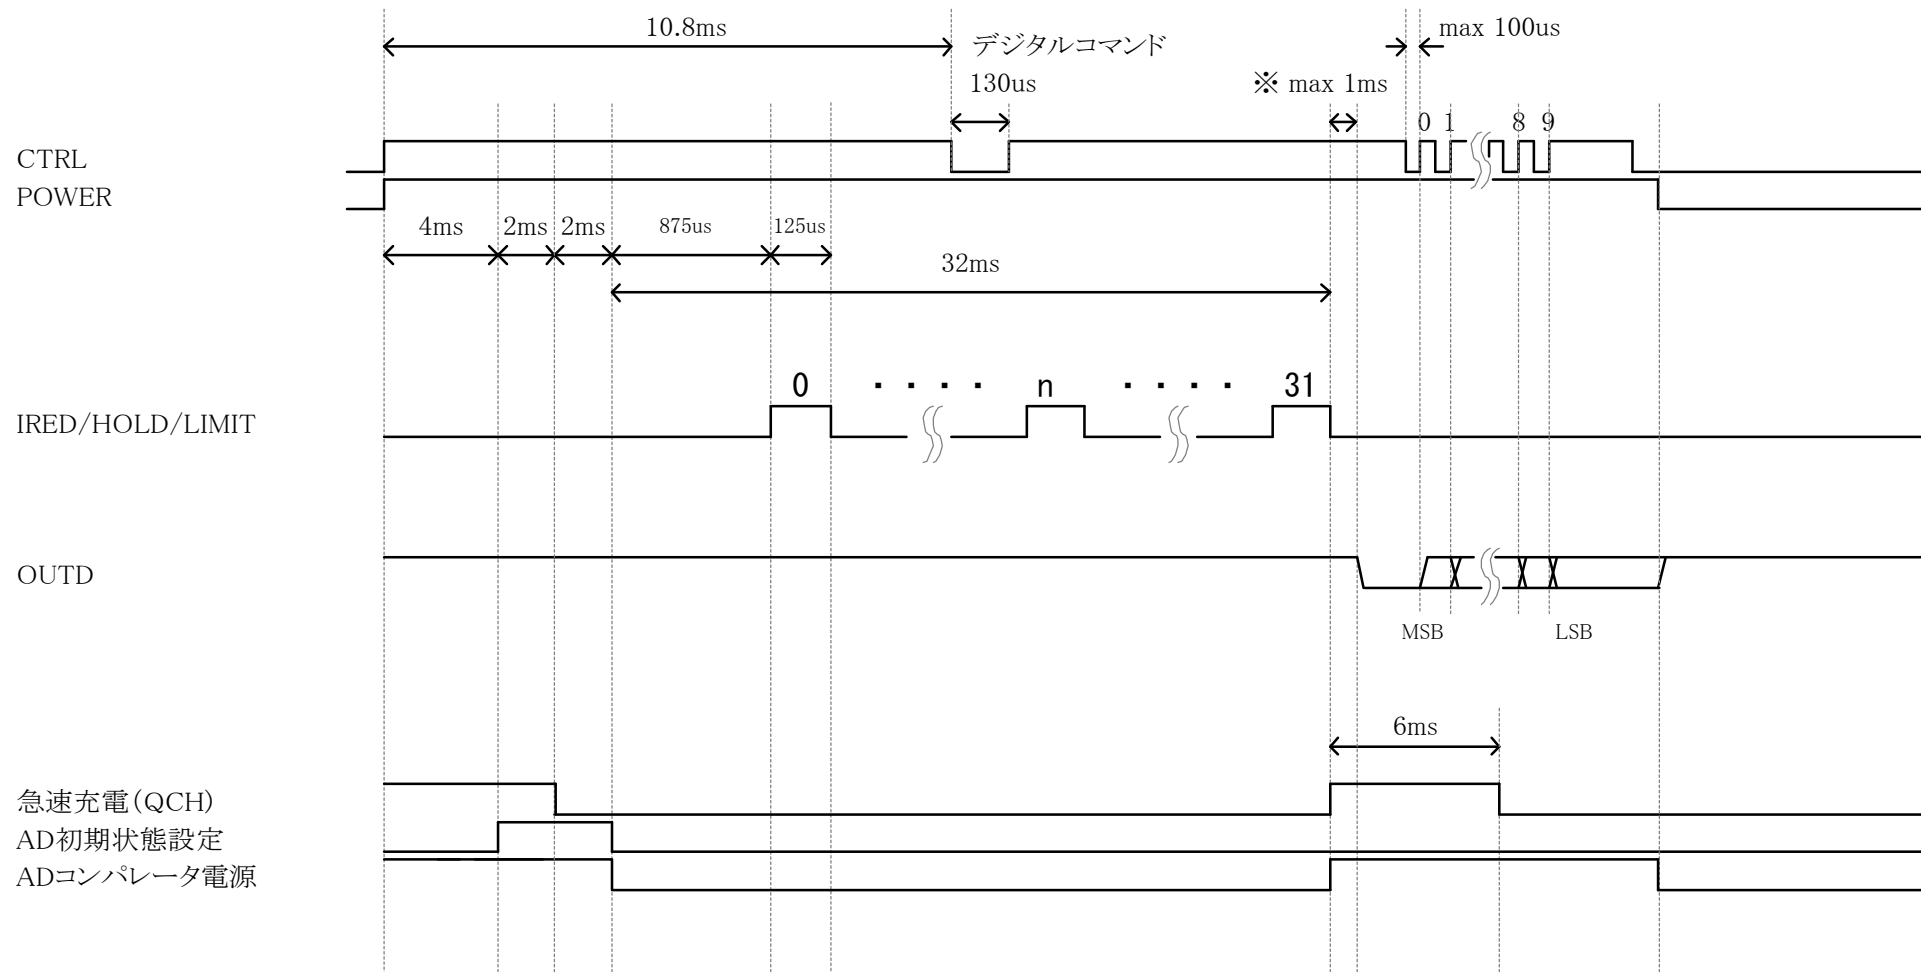 10.8ms
max 100us
デジタルコマンド
130us
※ max 1ms
0 1 8 9
CTRL
POWER
4ms 2ms 2ms 875us 125us
32ms
0 ・・・・ n ・・・・ 31
IRED/HOLD/LIMIT
OUTD
MSB LSB
6ms
急速充電(QCH)
AD初期状態設定
ADコンパレータ電源